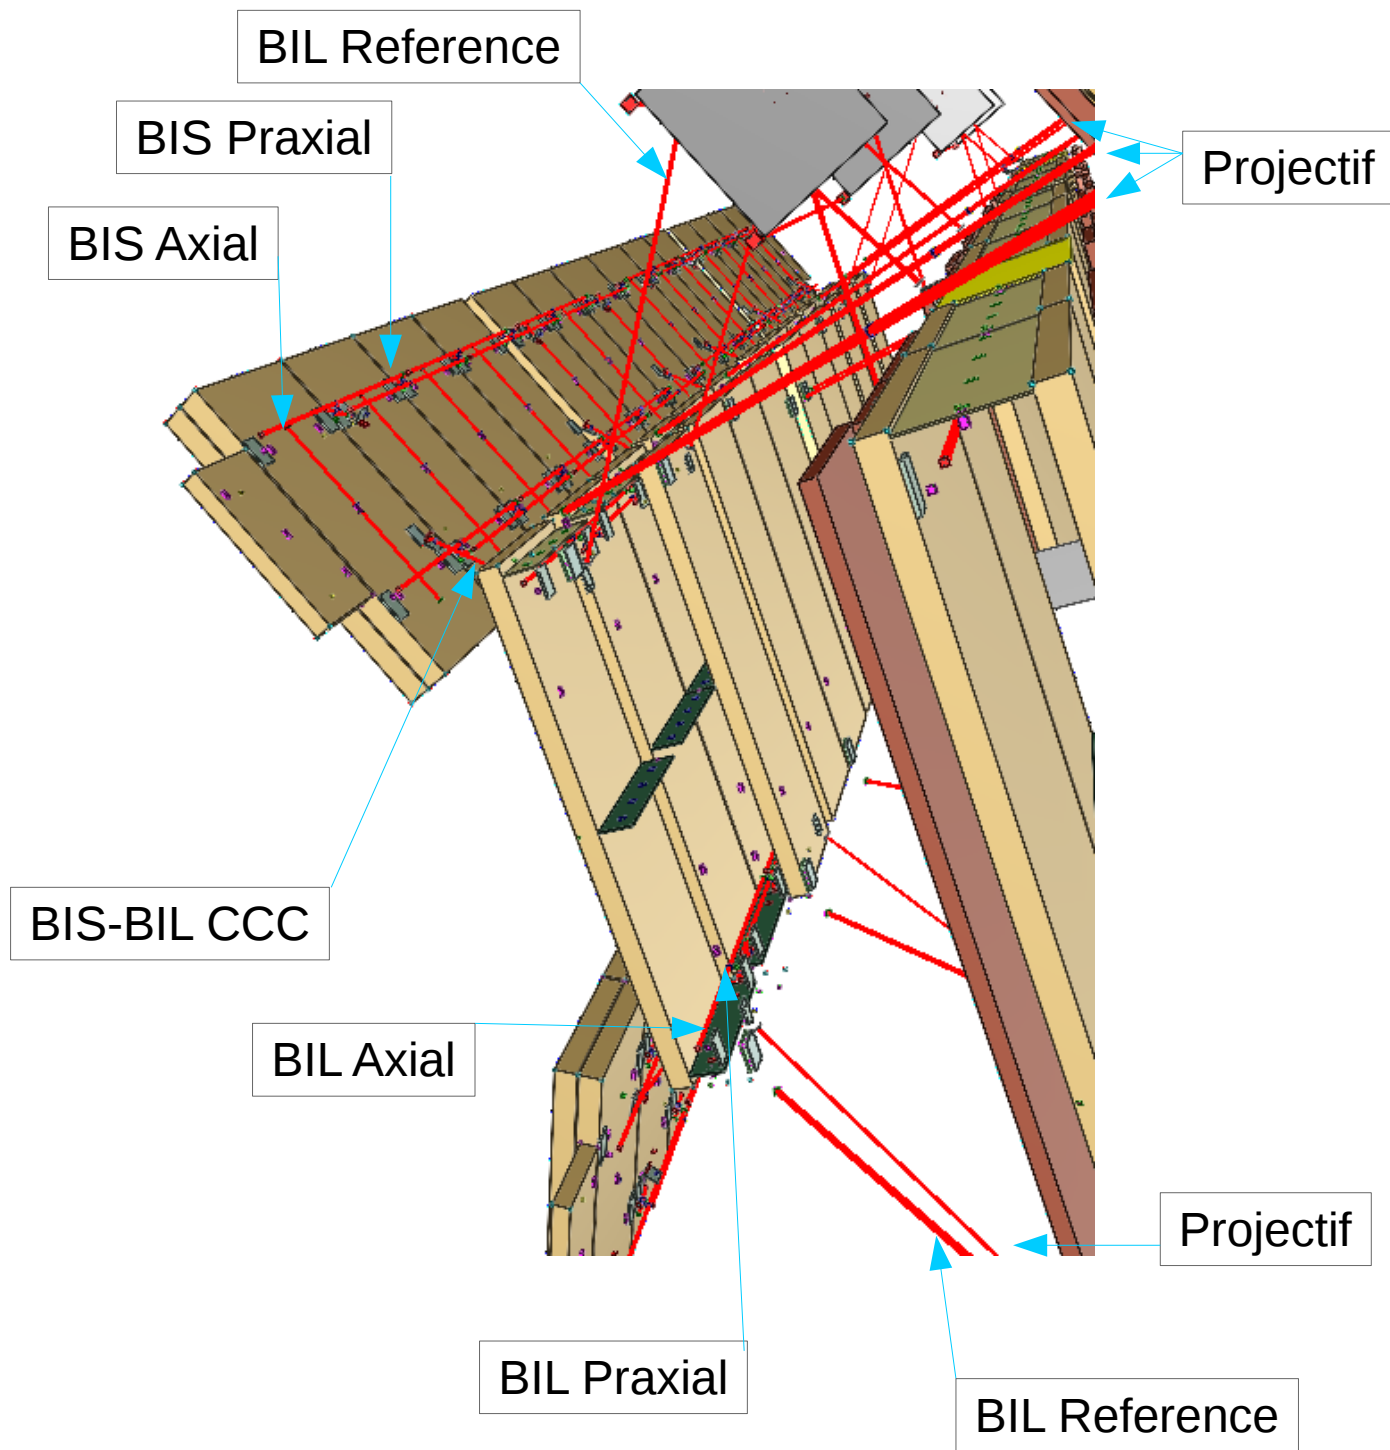 BIL Reference
BIS Praxial
Projectif
BIS Axial
BIS-BIL CCC
BIL Axial
Projectif
BIL Praxial
BIL Reference